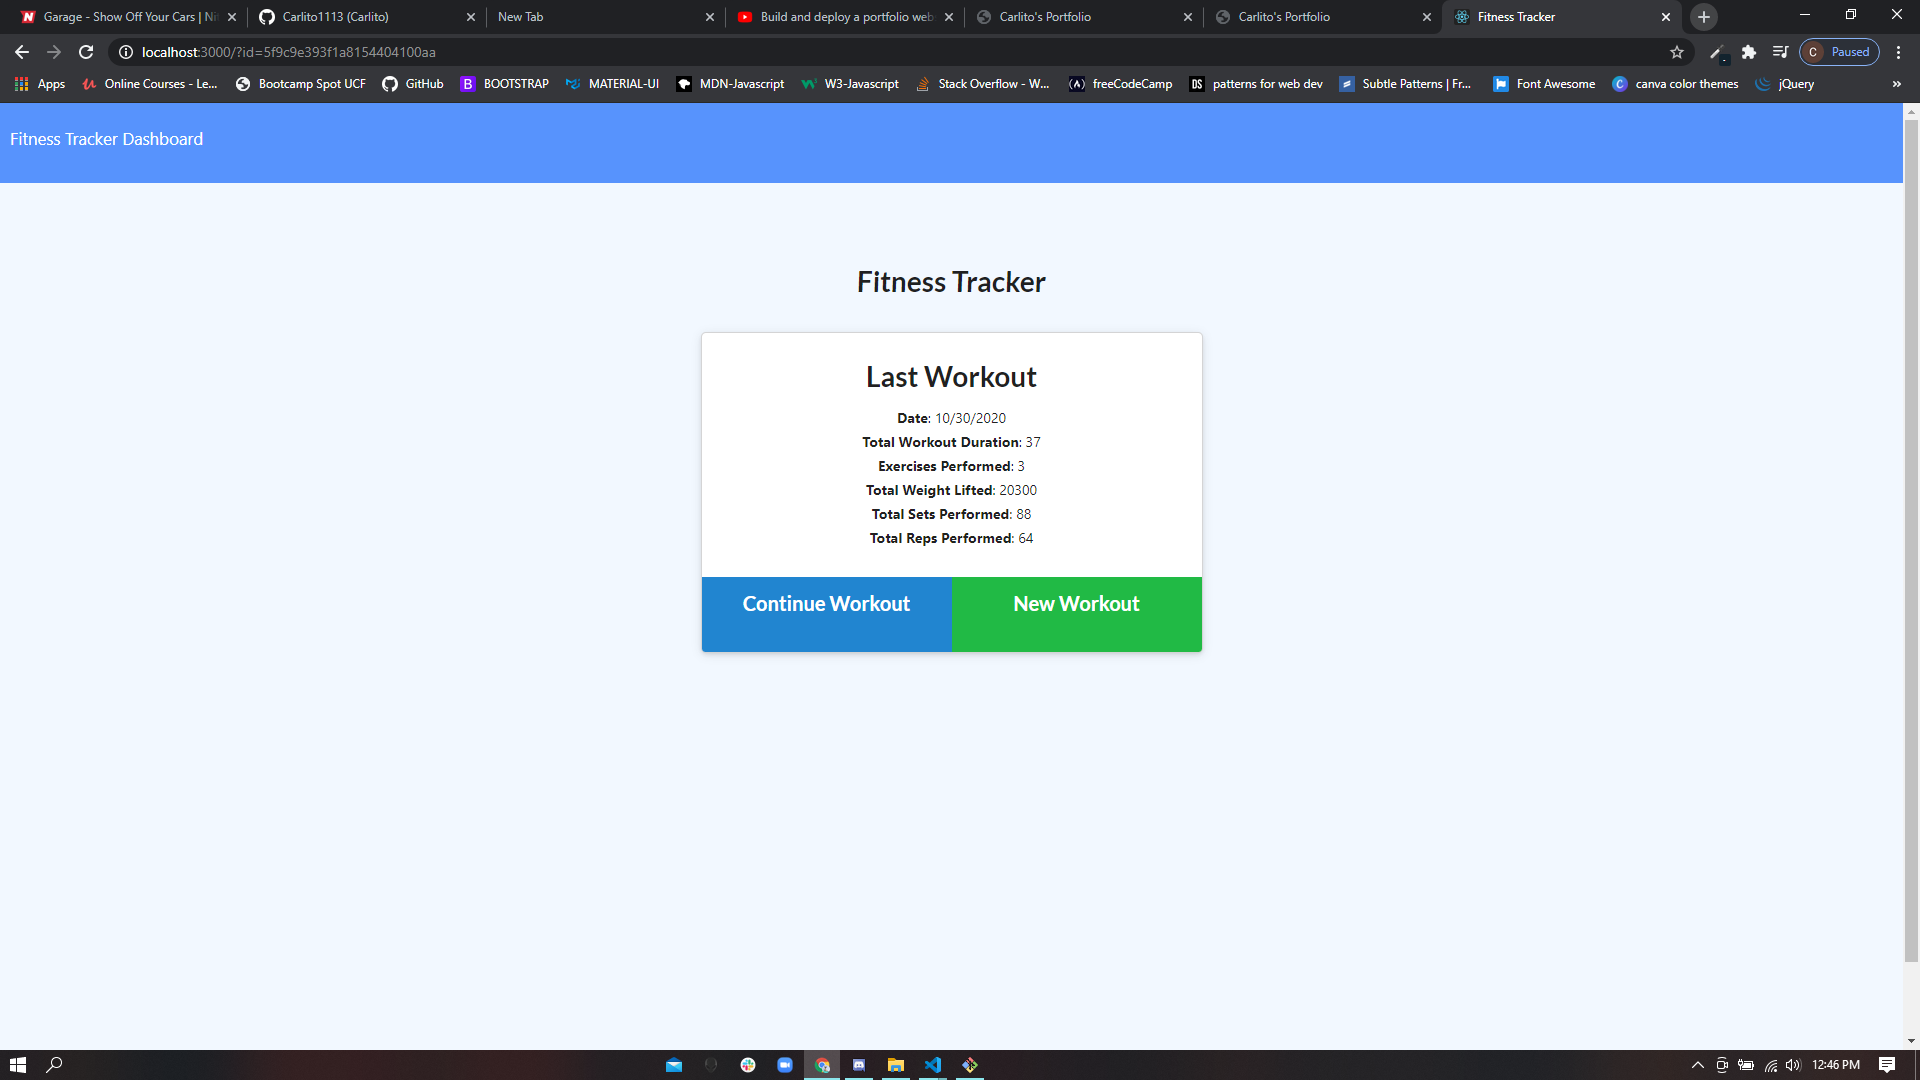 Garage - Show Off Your Cars | Ni
Carlito1113 (Carlito)
New Tab
Build and deploy a portfolio web
Carlito's Portfolio
Carlito's Portfolio
Fitness Tracker
localhost:3000/?id=5f9c9e393f1a8154404100aa
C Paused
Apps
Online Courses - Le...
Bootcamp Spot UCF
GitHub
B BOOTSTRAP
MATERIAL-UI
MDN-Javascript
W3-Javascript
Stack Overflow - W...
freeCodeCamp
DS patterns for web dev
Subtle Patterns | Fr...
Font Awesome
C canva color themes
jQuery
»
Fitness Tracker Dashboard
Fitness Tracker
Last Workout
Date: 10/30/2020
Total Workout Duration: 37
Exercises Performed: 3
Total Weight Lifted: 20300
Total Sets Performed: 88
Total Reps Performed: 64
Continue Workout
New Workout
12:46 PM